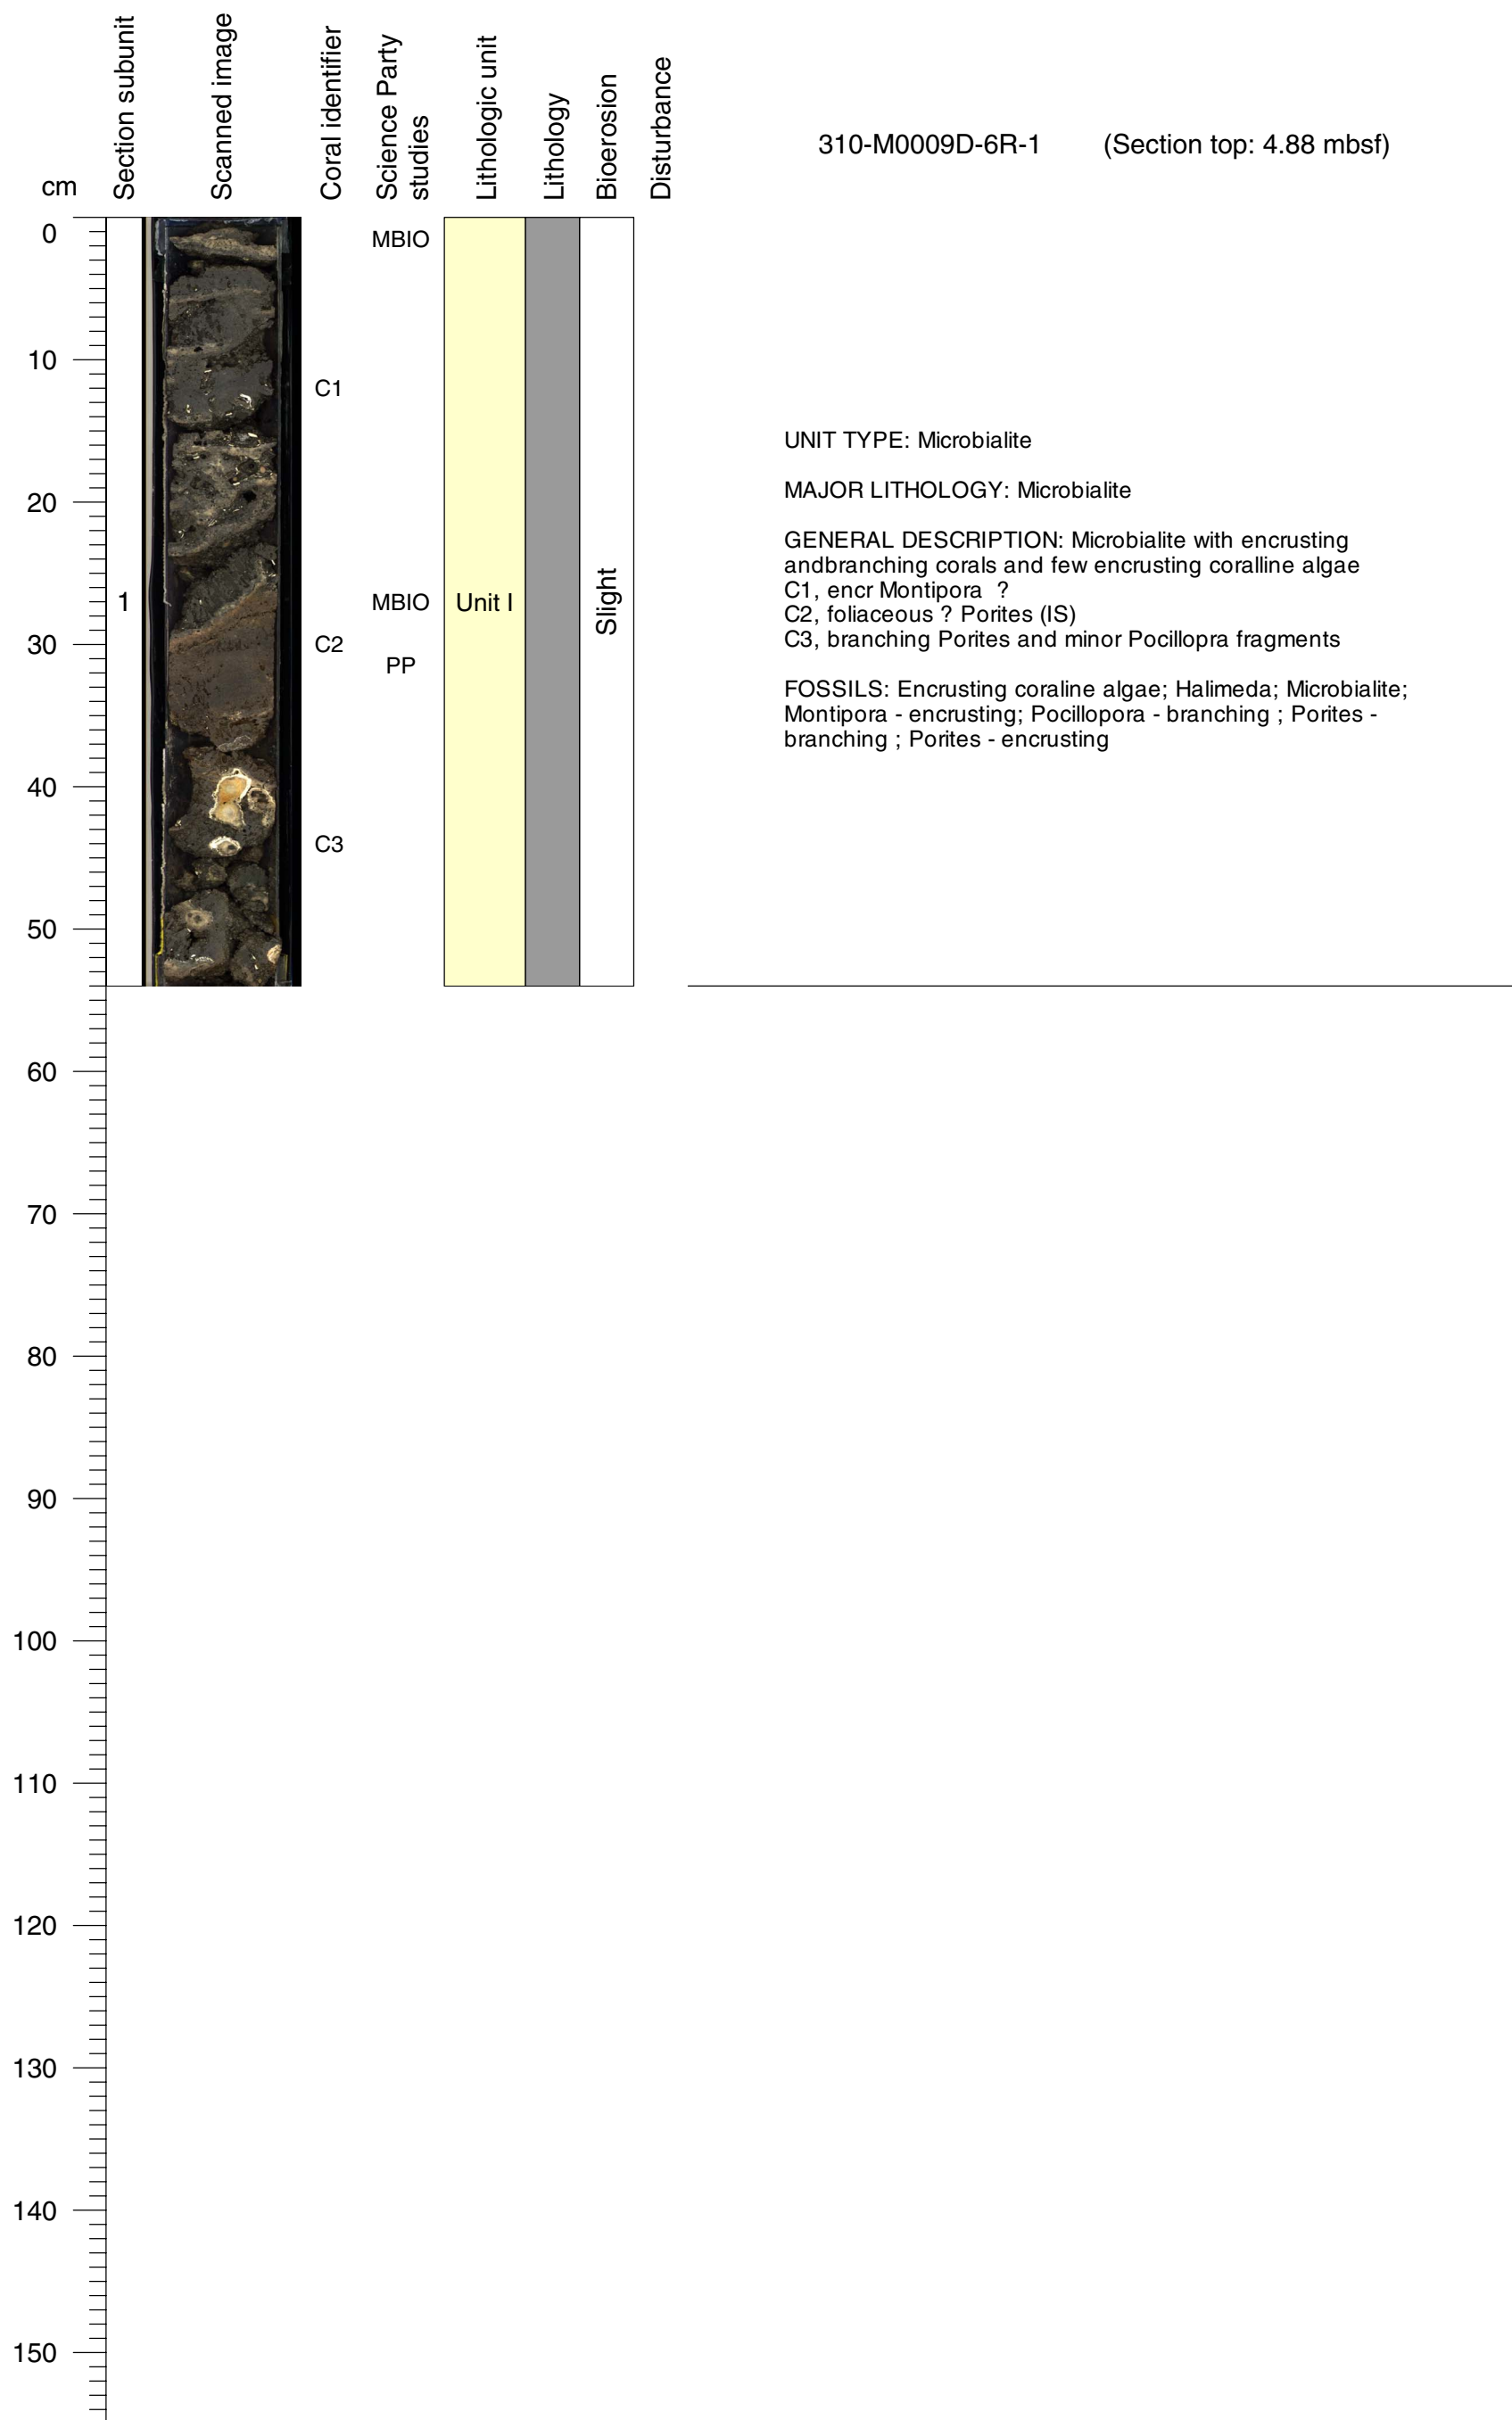 Section subunit
Scanned image
Coral identifier
Science Party
studies
Lithologic unit
Lithology
Bioerosion
Disturbance
cm
310-M0009D-6R-1 (Section top: 4.88 mbsf)
0
MBIO
10
C1
UNIT TYPE: Microbialite
MAJOR LITHOLOGY: Microbialite
20
GENERAL DESCRIPTION: Microbialite with encrusting
andbranching corals and few encrusting coralline algae
C1, encr Montipora ?
C2, foliaceous ? Porites (IS)
C3, branching Porites and minor Pocillopra fragments
1
MBIO
Unit I
Slight
30
C2
PP
FOSSILS: Encrusting coraline algae; Halimeda; Microbialite;
Montipora - encrusting; Pocillopora - branching ; Porites -
branching ; Porites - encrusting
40
C3
50
60
70
80
90
100
110
120
130
140
150